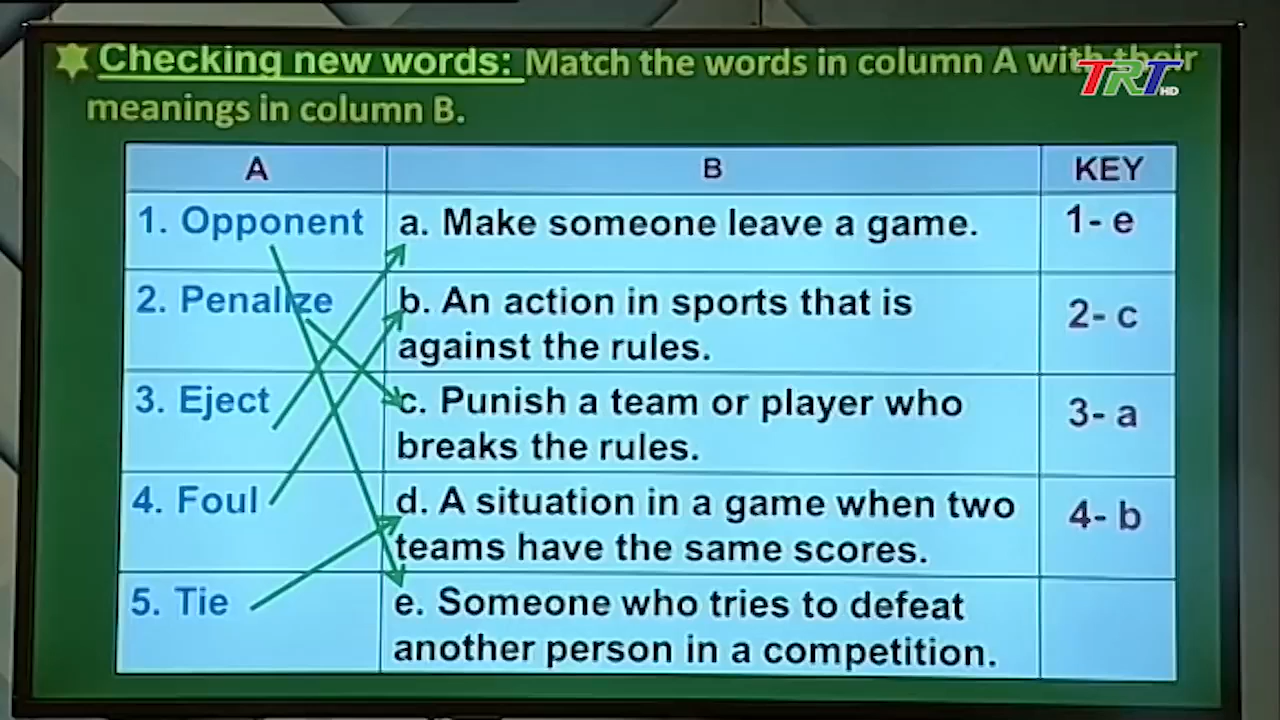 Checking new words: Match the words in column A with their
meanings in column B.
TRT HD
A B KEY
1. Opponent a. Make someone leave a game. 1- e
2. Penalize b. An action in sports that is
against the rules. 2- c
3. Eject c. Punish a team or player who
breaks the rules. 3- a
4. Foul d. A situation in a game when two
teams have the same scores. 4- b
5. Tie e. Someone who tries to defeat
another person in a competition.